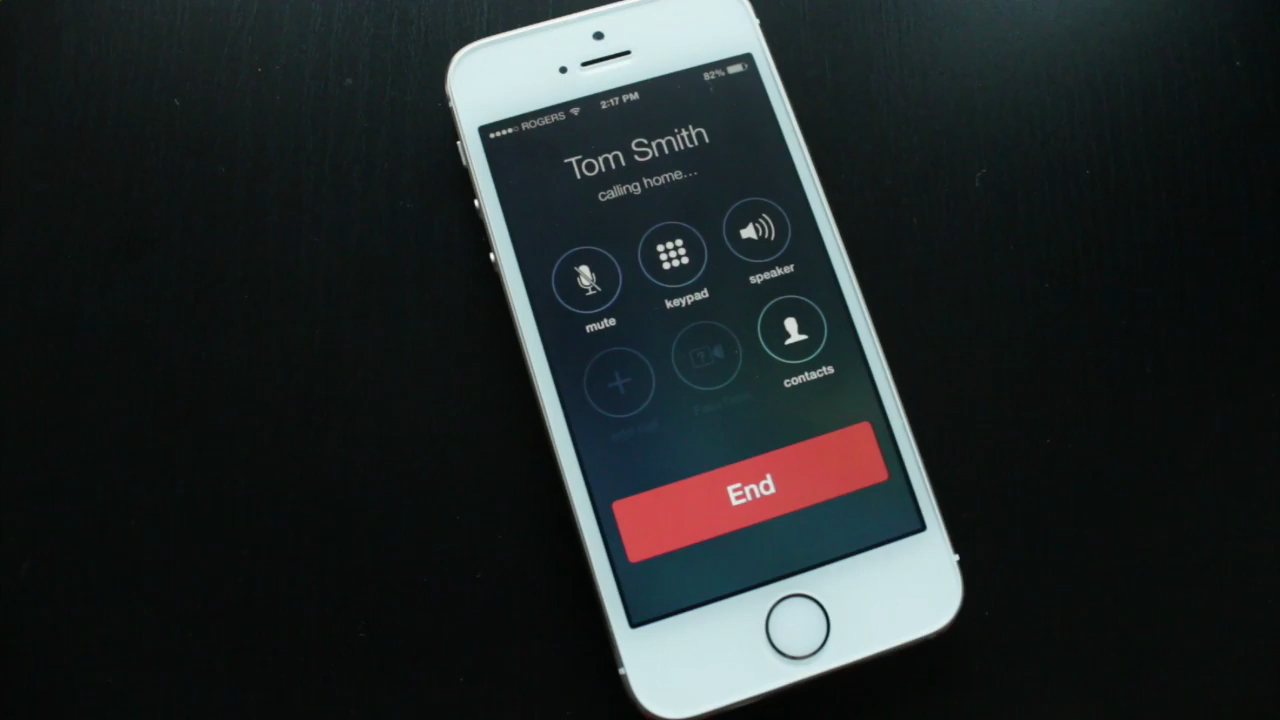 ROGERS 2:17 PM 82%
Tom Smith
calling home...
mute keypad speaker
contacts
End